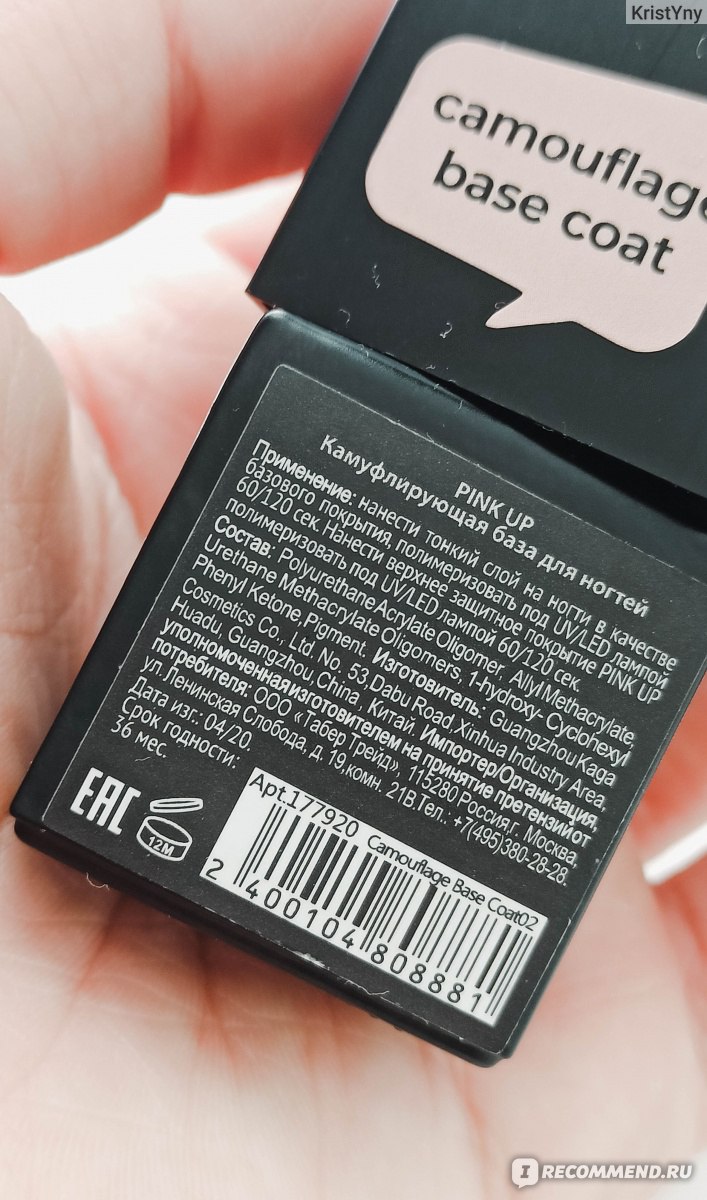 KristYny
camouflage
base coat
PINK UP
Камуфлирующая база для ногтей
Применение: нанести тонкий слой на ногти в качестве
базового покрытия, полимеризовать под UV/LED лампой
60/120 сек. Нанести верхнее защитное покрытие PINK UP
полимеризовать под UV/LED лампой 60/120 сек.
Состав: Polyurethane Acrylate Oligomer, Allyl Methacrylate,
Urethane Methacrylate Oligomers, 1-hydroxy- Cyclohexyl
Phenyl Ketone, Pigment. Изготовитель: Guangzhou Kaga
Cosmetics Co., Ltd. No. 53, Dabu Road, Xinhua Industry Area,
Huadu, Guangzhou, China, Китай. Импортер/Организация,
уполномоченная изготовителем на принятие претензий от
потребителя: ООО «Табер Трейд», 115280 Россия, г. Москва,
ул. Ленинская Слобода, д. 19, комн. 21В Тел.: +7(495)380-28-28.
Дата изг.: 04/20.
Срок годности:
36 мес.
EAC
12M
Арт.177920 Camouflage Base Coat02
2 400104 808881
RECOMMEND.RU